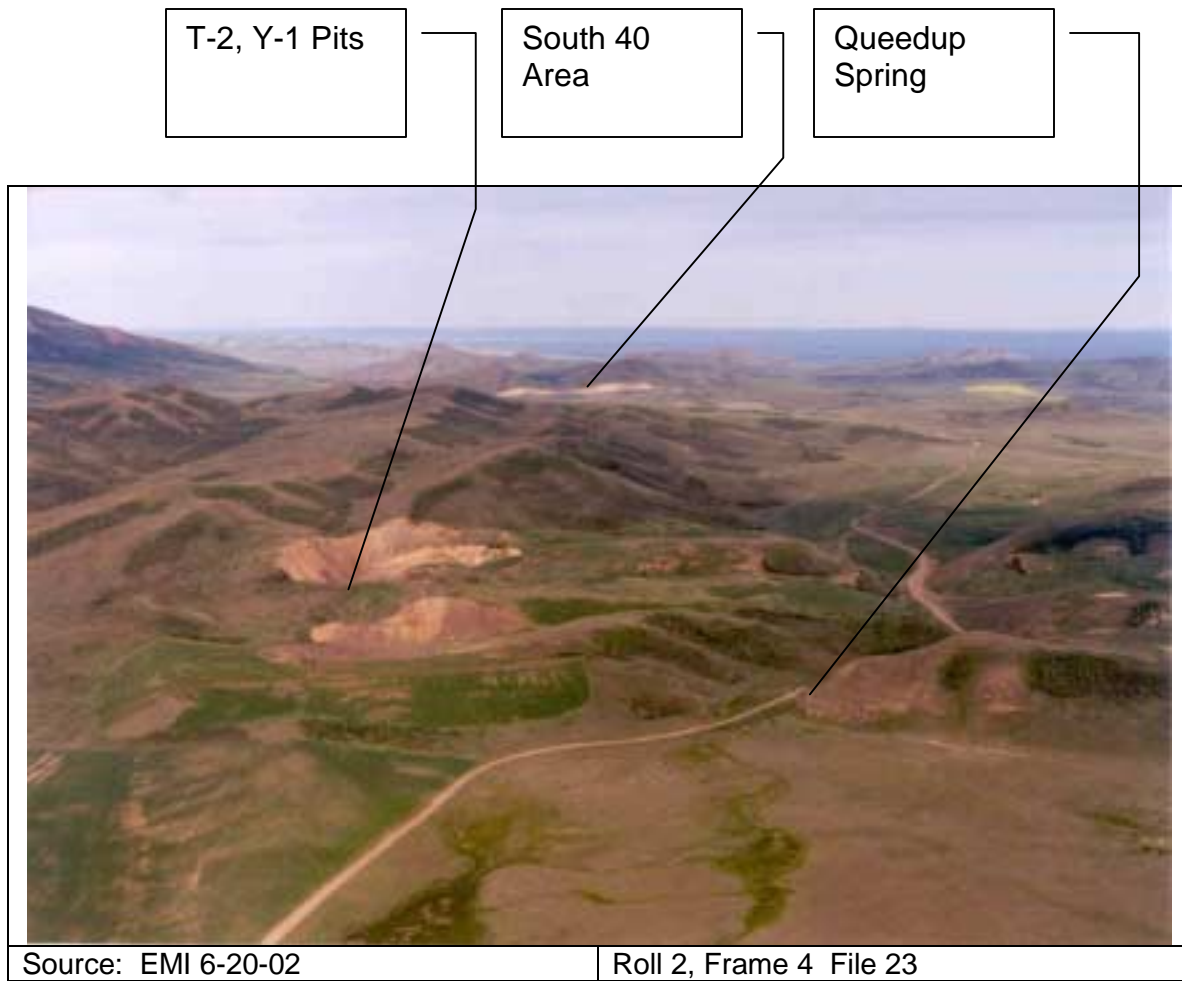 T-2, Y-1 Pits
South 40
Area
Queedup
Spring
Source: EMI 6-20-02
Roll 2, Frame 4 File 23